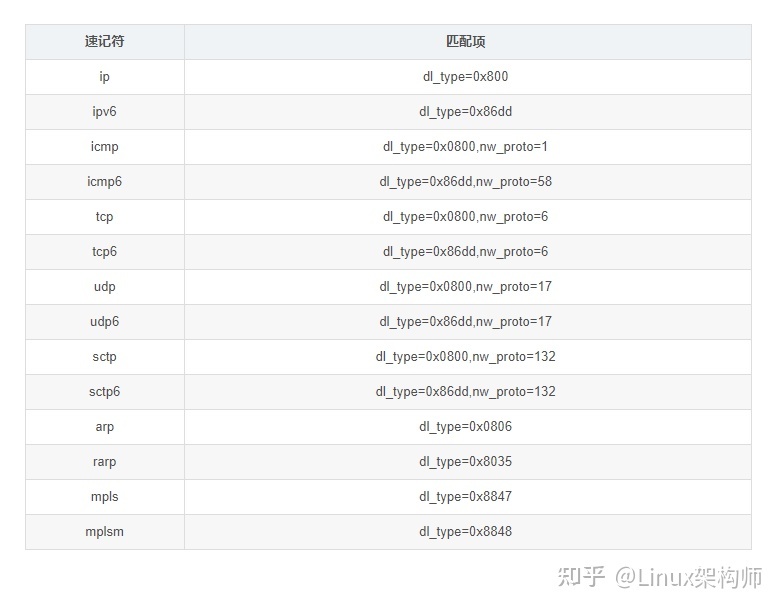 速记符 匹配项
ip dl_type=0x800
ipv6 dl_type=0x86dd
icmp dl_type=0x0800,nw_proto=1
icmp6 dl_type=0x86dd,nw_proto=58
tcp dl_type=0x0800,nw_proto=6
tcp6 dl_type=0x86dd,nw_proto=6
udp dl_type=0x0800,nw_proto=17
udp6 dl_type=0x86dd,nw_proto=17
sctp dl_type=0x0800,nw_proto=132
sctp6 dl_type=0x86dd,nw_proto=132
arp dl_type=0x0806
rarp dl_type=0x8035
mpls dl_type=0x8847
mplsm dl_type=0x8848
知乎 @Linux架构师